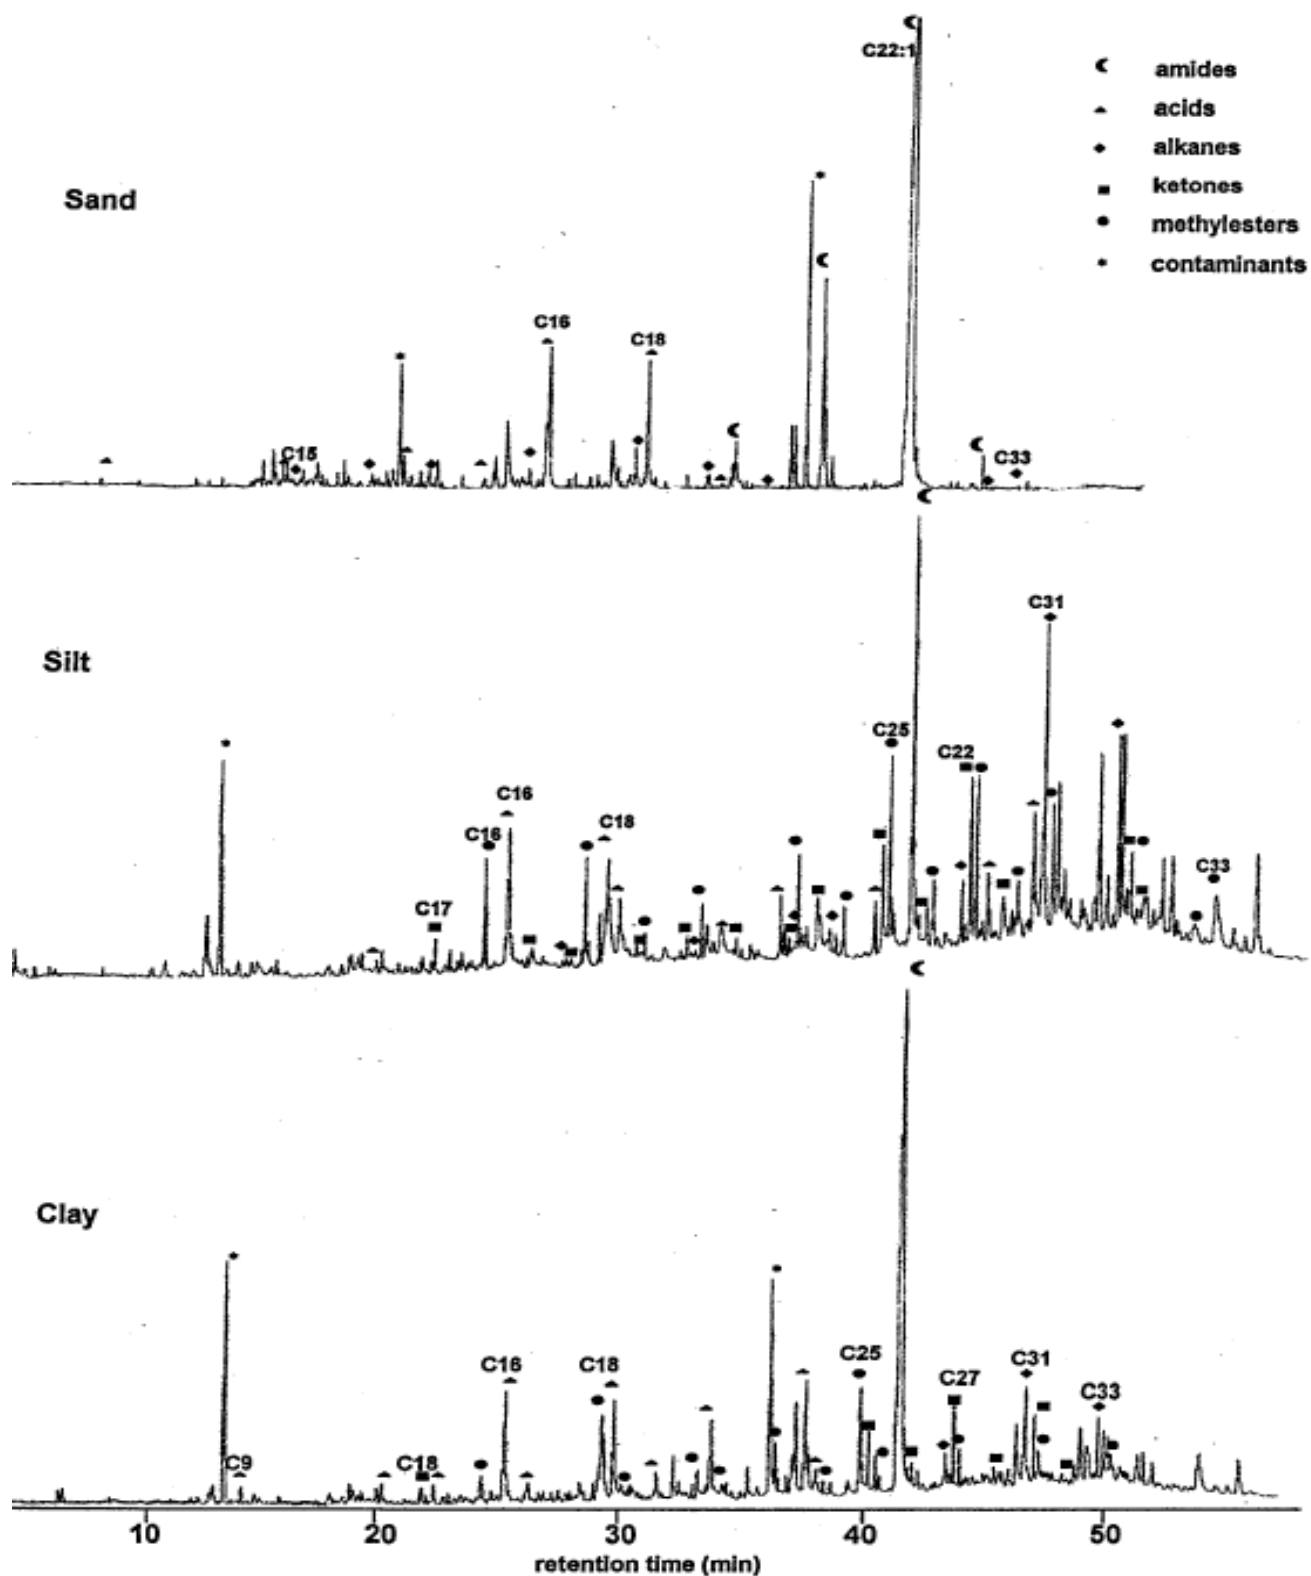 C22:1
amides
acids
alkanes
ketones
methylesters
contaminants
Sand
C16
C18
C15
C33
Silt
C31
C25
C22
C16
C16
C18
C33
C17
Clay
C16
C18
C25
C27
C31
C33
C9
C18
10 20 30 40 50
retention time (min)